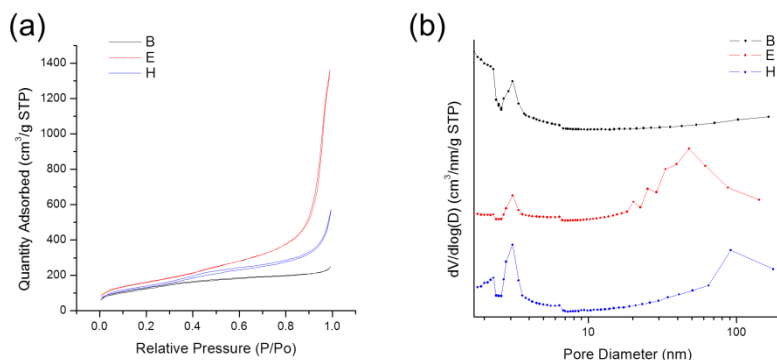 (a)
B
E
H
Quantity Adsorbed (cm³/g STP)
1400
1200
1000
800
600
400
200
0
0.0 0.2 0.4 0.6 0.8 1.0
Relative Pressure (P/Po)
(b)
B
E
H
dV/dlog(D) (cm³/nm/g STP)
10 100
Pore Diameter (nm)